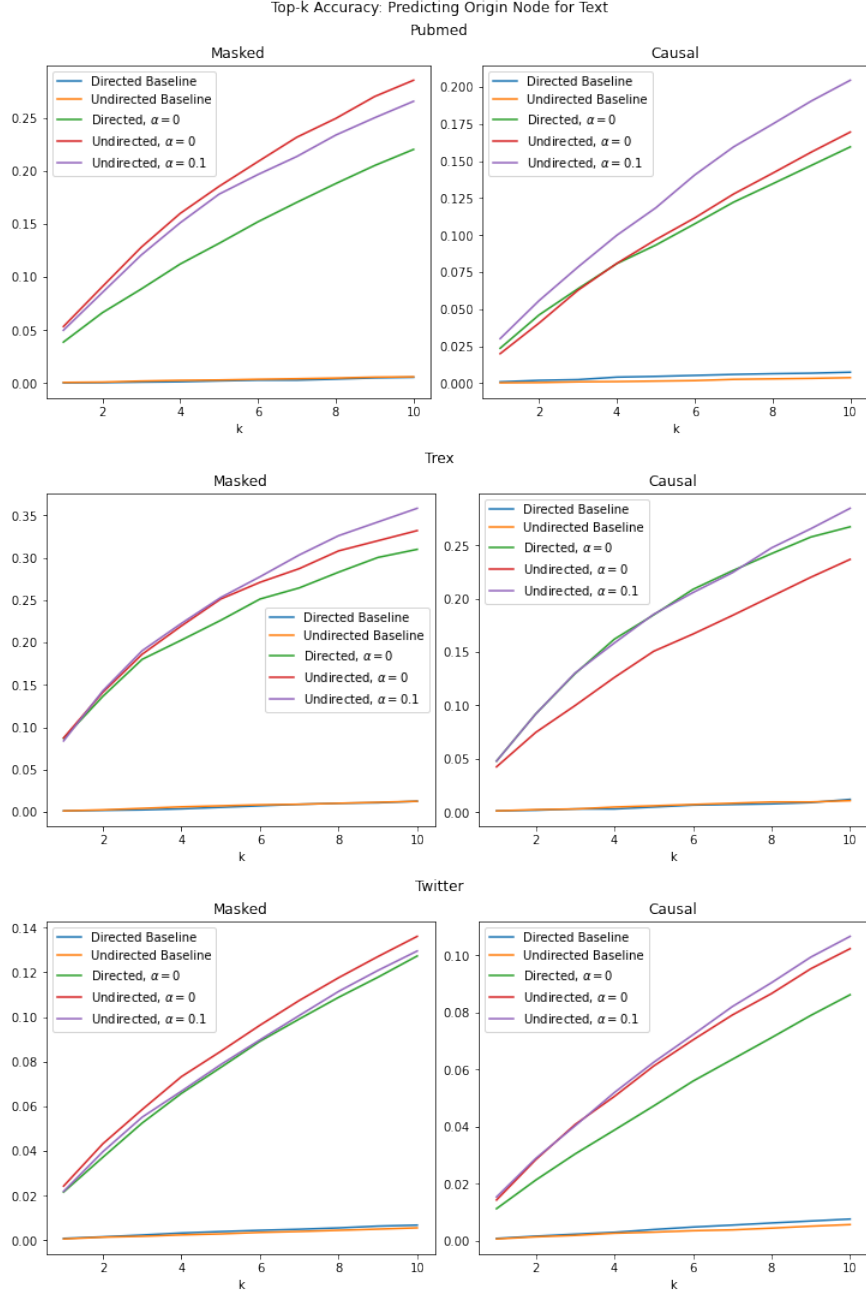 Top-k Accuracy: Predicting Origin Node for Text
Pubmed
Masked
Directed Baseline
Undirected Baseline
Directed, α = 0
Undirected, α = 0
Undirected, α = 0.1
0.25
0.20
0.15
0.10
0.05
0.00
2 4 6 8 10
k
Causal
Directed Baseline
Undirected Baseline
Directed, α = 0
Undirected, α = 0
Undirected, α = 0.1
0.200
0.175
0.150
0.125
0.100
0.075
0.050
0.025
0.000
2 4 6 8 10
k
Trex
Masked
0.35
0.30
0.25
0.20
0.15
0.10
0.05
0.00
Directed Baseline
Undirected Baseline
Directed, α = 0
Undirected, α = 0
Undirected, α = 0.1
2 4 6 8 10
k
Causal
Directed Baseline
Undirected Baseline
Directed, α = 0
Undirected, α = 0
Undirected, α = 0.1
0.25
0.20
0.15
0.10
0.05
0.00
2 4 6 8 10
k
Twitter
Masked
Directed Baseline
Undirected Baseline
Directed, α = 0
Undirected, α = 0
Undirected, α = 0.1
0.14
0.12
0.10
0.08
0.06
0.04
0.02
0.00
2 4 6 8 10
k
Causal
Directed Baseline
Undirected Baseline
Directed, α = 0
Undirected, α = 0
Undirected, α = 0.1
0.10
0.08
0.06
0.04
0.02
0.00
2 4 6 8 10
k